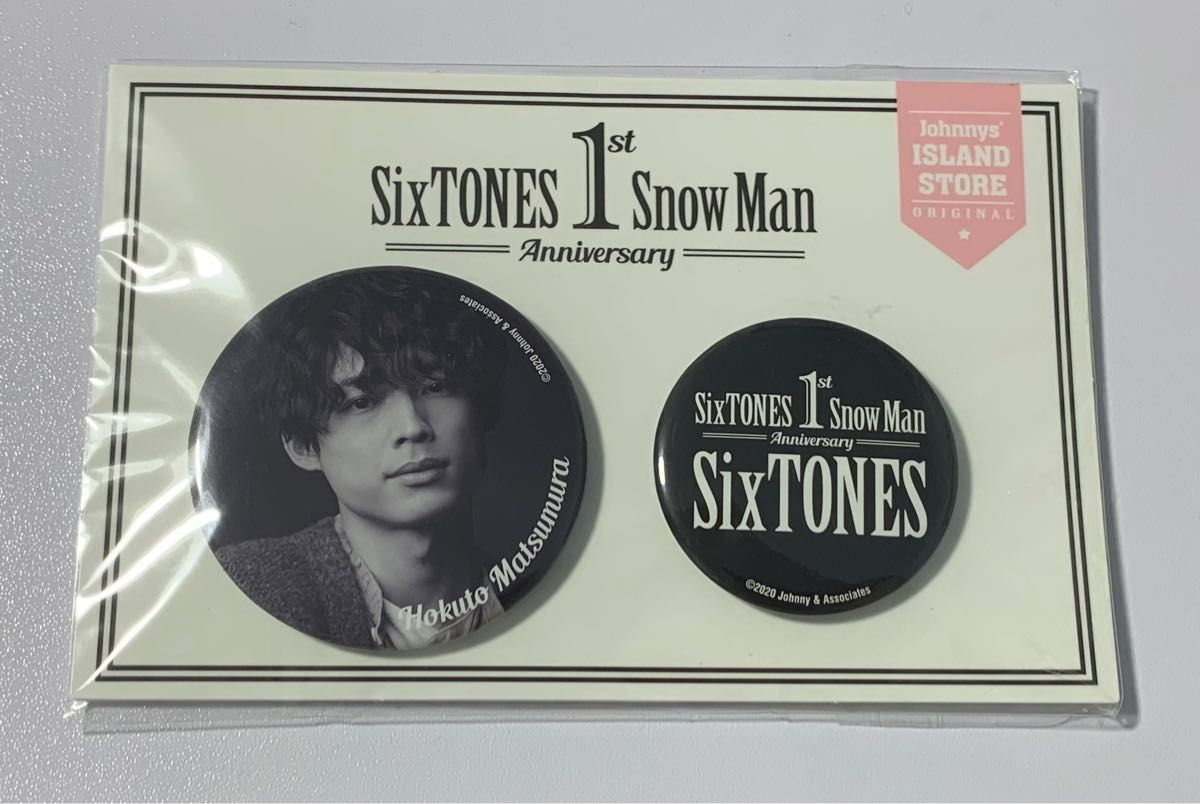 Johnnys'
ISLAND
STORE
ORIGINAL
1st
SixTONES Snow Man
Anniversary
©2020 Johnny & Associates
Hokuto Matsumura
1st
SixTONES Snow Man
Anniversary
SixTONES
©2020 Johnny & Associates